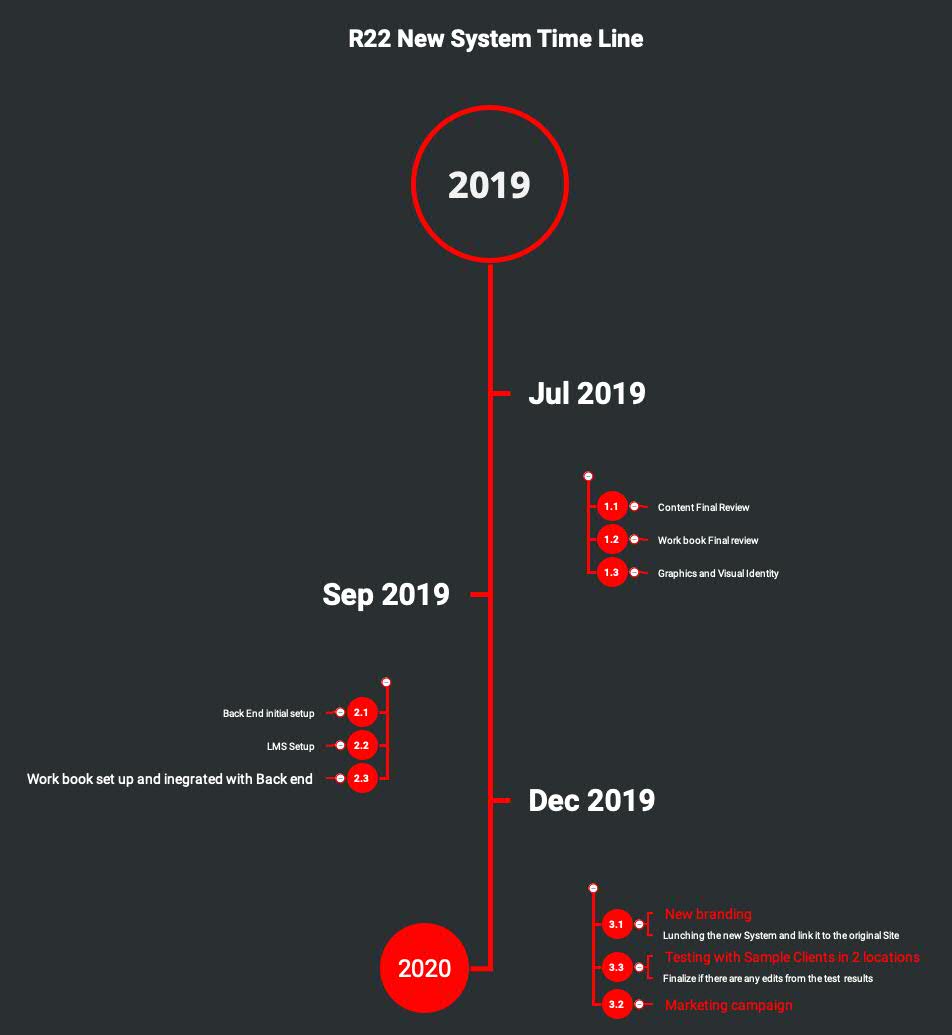 R22 New System Time Line
2019
Jul 2019
1.1 Content Final Review
1.2 Work book Final review
1.3 Graphics and Visual Identity
Sep 2019
Back End initial setup 2.1
LMS Setup 2.2
Work book set up and inegrated with Back end 2.3
Dec 2019
New branding
3.1
Lunching the new System and link it to the original Site
Testing with Sample Clients in 2 locations
3.3
Finalize if there are any edits from the test results
3.2 Marketing campaign
2020